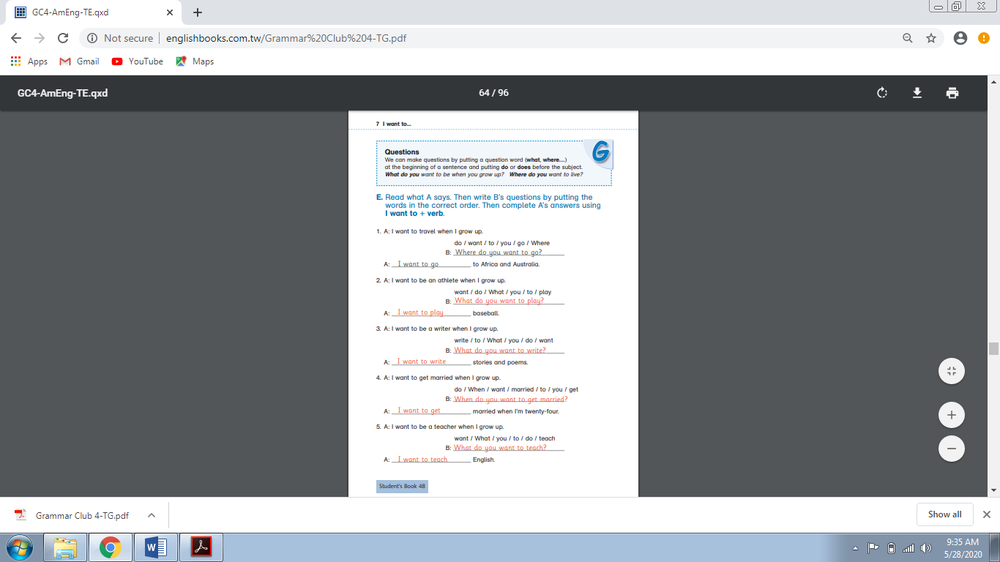 GC4-AmEng-TE.qxd
Not secure englishbooks.com.tw/Grammar%20Club%204-TG.pdf
Apps Gmail YouTube Maps
GC4-AmEng-TE.qxd 64 / 96
7 I want to...
Questions
We can make questions by putting a question word (what, where...)
at the beginning of a sentence and putting do or does before the subject.
What do you want to be when you grow up? Where do you want to live?
G
E. Read what A says. Then write B's questions by putting the
words in the correct order. Then complete A's answers using
I want to + verb.
1. A: I want to travel when I grow up.
do / want / to / you / go / Where
B: Where do you want to go?
A: I want to go to Africa and Australia.
2. A: I want to be an athlete when I grow up.
want / do / What / you / to / play
B: What do you want to play?
A: I want to play baseball.
3. A: I want to be a writer when I grow up.
write / to / What / you / do / want
B: What do you want to write?
A: I want to write stories and poems.
4. A: I want to get married when I grow up.
do / When / want / married / to / you / get
B: When do you want to get married?
A: I want to get married when I'm twenty-four.
5. A: I want to be a teacher when I grow up.
want / What / you / to / do / teach
B: What do you want to teach?
A: I want to teach English.
Student's Book 48
Grammar Club 4-TG.pdf Show all
9:35 AM
5/28/2020